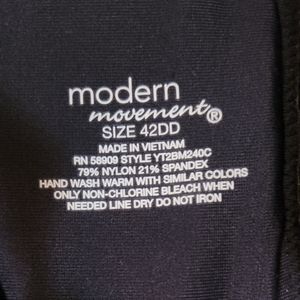 modern
movement®
SIZE 42DD
MADE IN VIETNAM
RN 58909 STYLE YT2BM240C
79% NYLON 21% SPANDEX
HAND WASH WARM WITH SIMILAR COLORS
ONLY NON-CHLORINE BLEACH WHEN
NEEDED LINE DRY DO NOT IRON